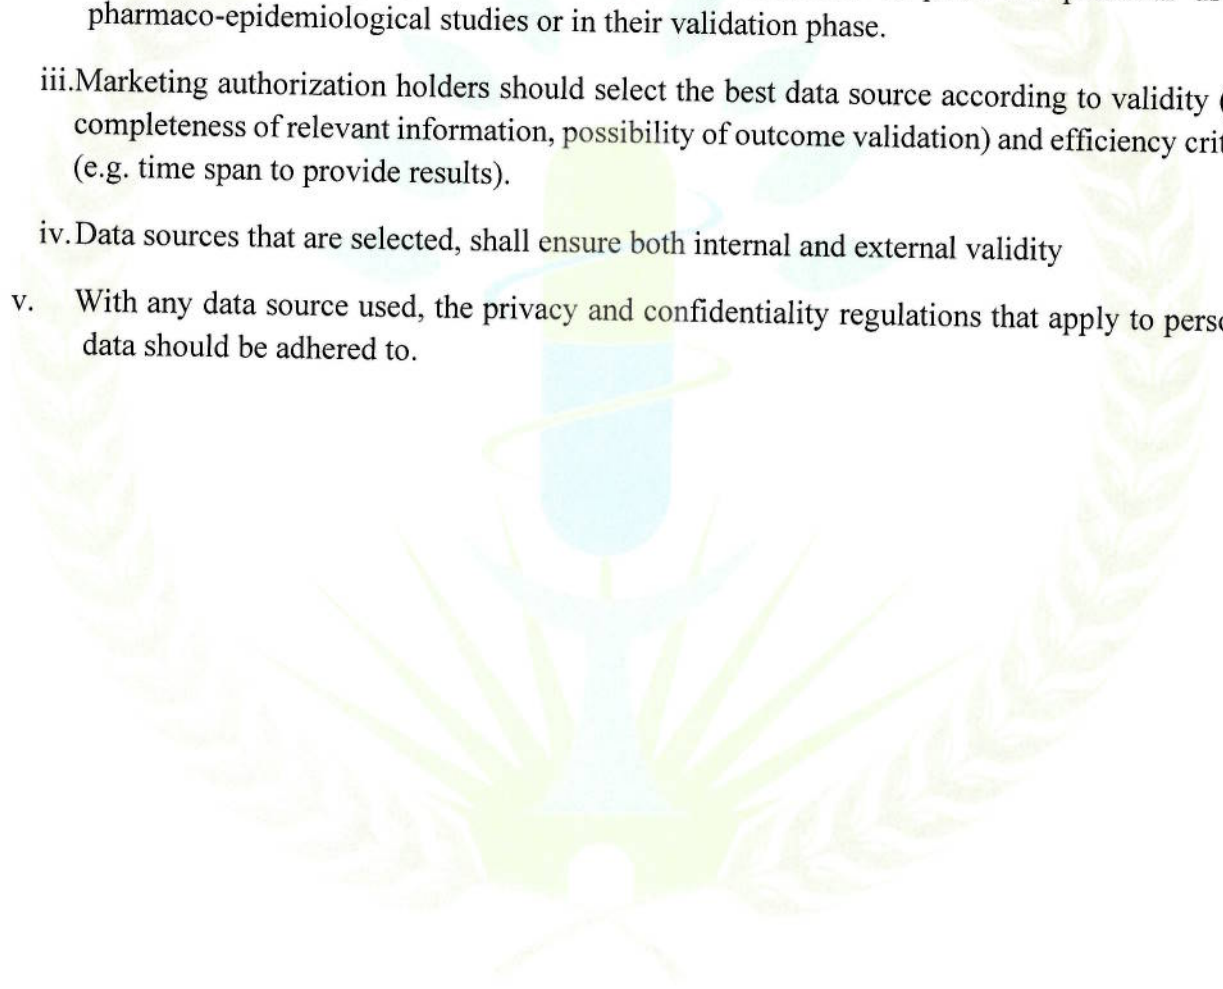 pharmaco-epidemiological studies or in their validation phase.
iii.Marketing authorization holders should select the best data source according to validity (
completeness of relevant information, possibility of outcome validation) and efficiency crit
(e.g. time span to provide results).
iv.Data sources that are selected, shall ensure both internal and external validity
v. With any data source used, the privacy and confidentiality regulations that apply to perso
data should be adhered to.